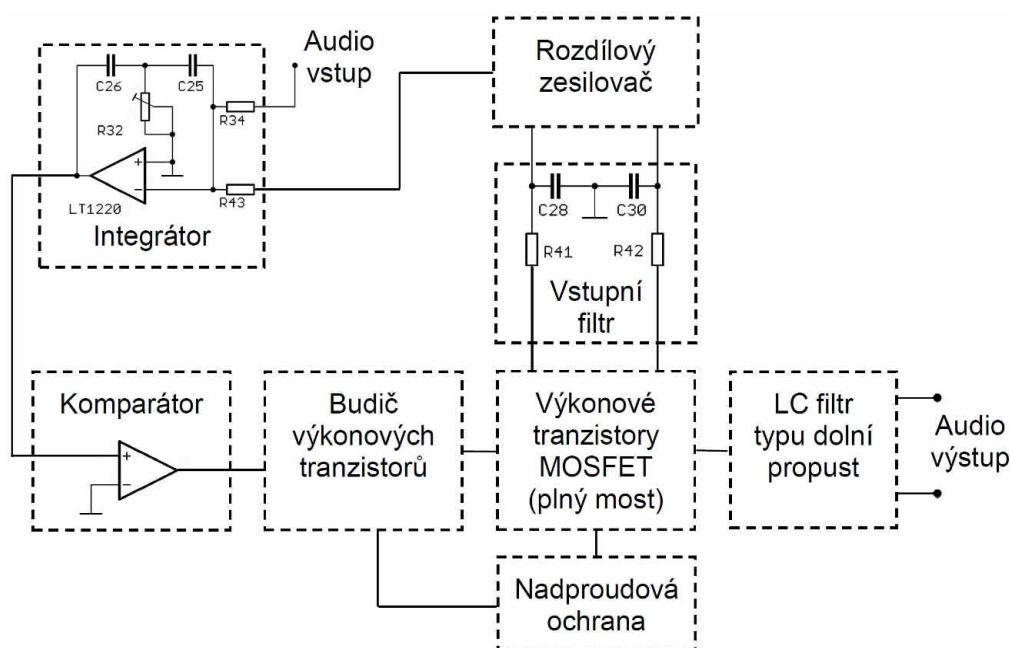 Audio
vstup
C26
C25
R32
R34
+
−
LT1220
R43
Integrátor
Rozdílový
zesilovač
C28
C30
R41
R42
Vstupní
filtr
Komparátor
+
−
Budič
výkonových
tranzistorů
Výkonové
tranzistory
MOSFET
(plný most)
LC filtr
typu dolní
propust
Audio
výstup
Nadproudová
ochrana